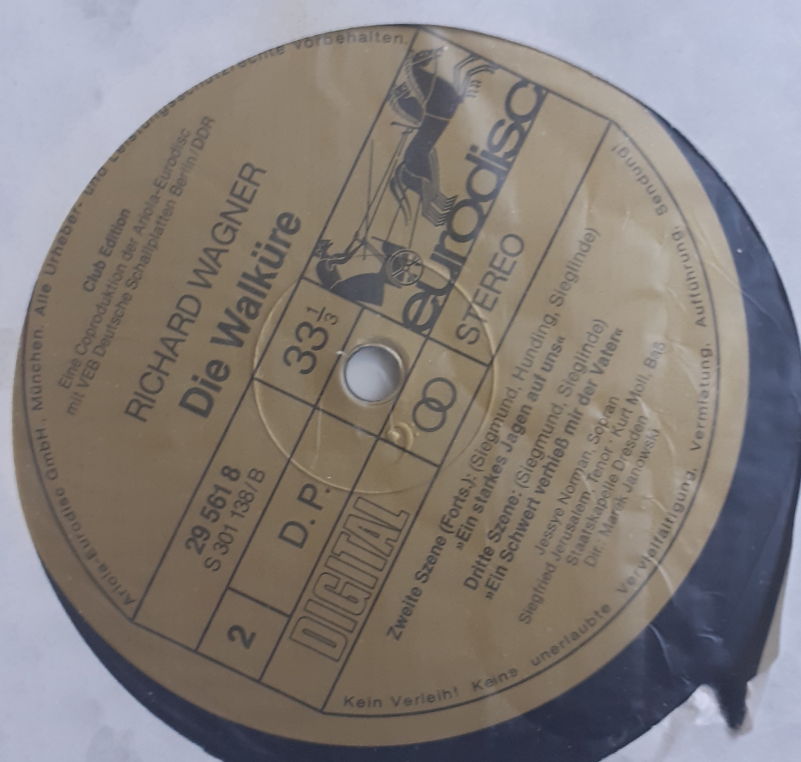 Ariola-Eurodisc GmbH., München. Alle Urheber- und Leistungsschutzrechte vorbehalten.
Kein Verleih! Keine unerlaubte Vervielfältigung, Vermietung, Aufführung, Sendung!
Club Edition
Eine Coproduktion der Ariola-Eurodisc
mit VEB Deutsche Schallplatten Berlin/DDR
RICHARD WAGNER
Die Walküre
29 561 8
S 301 138/B
2
D. P.
33 1/3
eurodisc
DIGITAL
STEREO
Zweite Szene (Forts.): (Siegmund, Hunding, Sieglinde)
»Ein starkes Jagen auf uns«
Dritte Szene: (Siegmund, Sieglinde)
»Ein Schwert verhieß mir der Vater«
Jessye Norman, Sopran
Siegfried Jerusalem, Tenor · Kurt Moll, Baß
Staatskapelle Dresden
Dir.: Marek Janowski